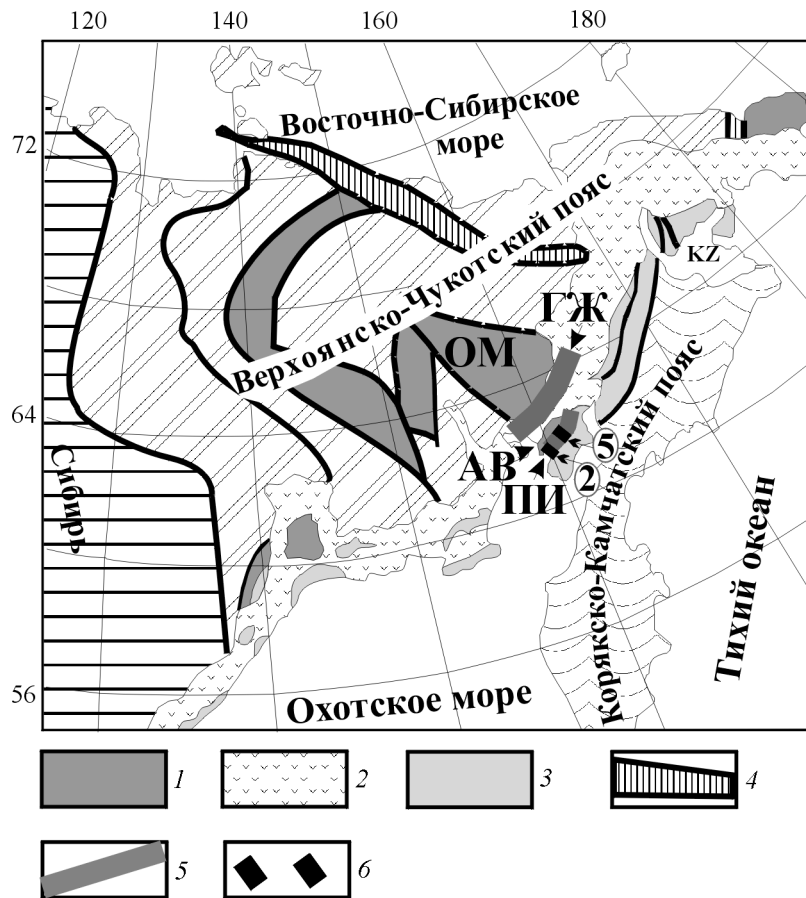 120
140
160
180
72
64
56
Восточно-Сибирское
море
Верхоянско-Чукотский пояс
KZ
ГЖ
ОМ
АВ
ПИ
5
2
Сибирь
Корякско-Камчатский пояс
Тихий океан
Охотское море
1
2
3
4
5
6